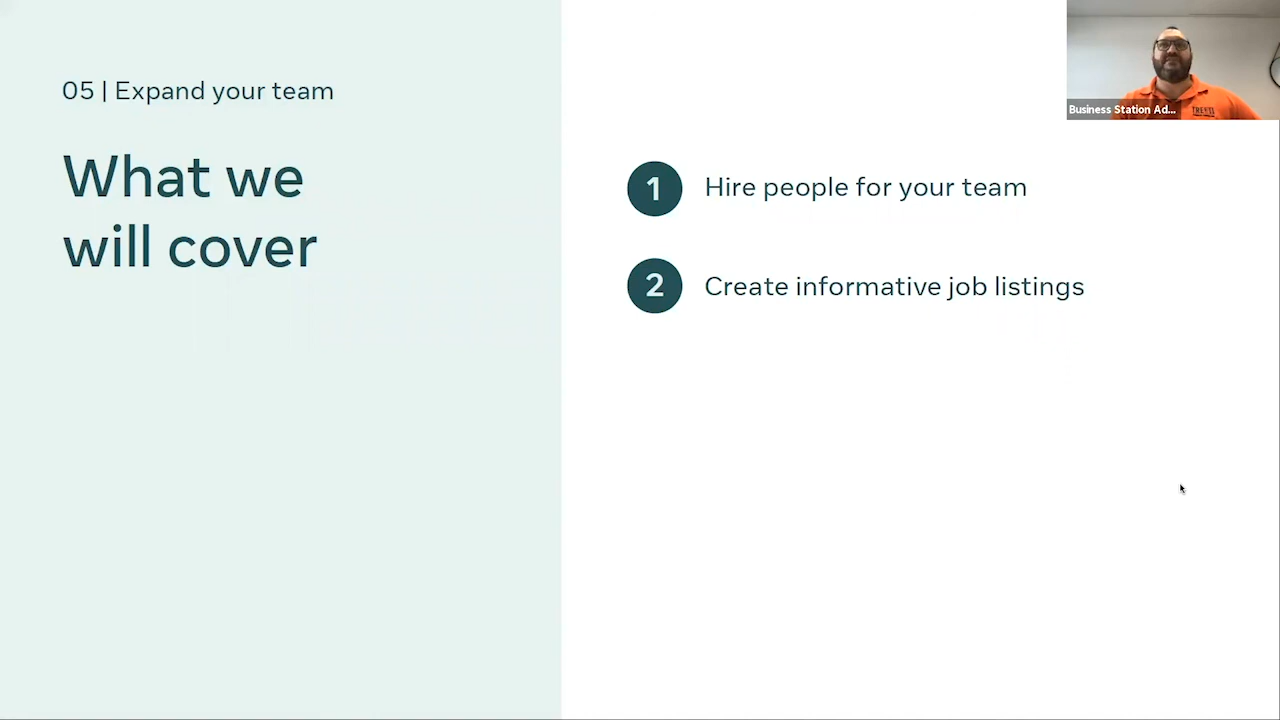 05 | Expand your team
What we
will cover
1 Hire people for your team
2 Create informative job listings
Business Station Ad...